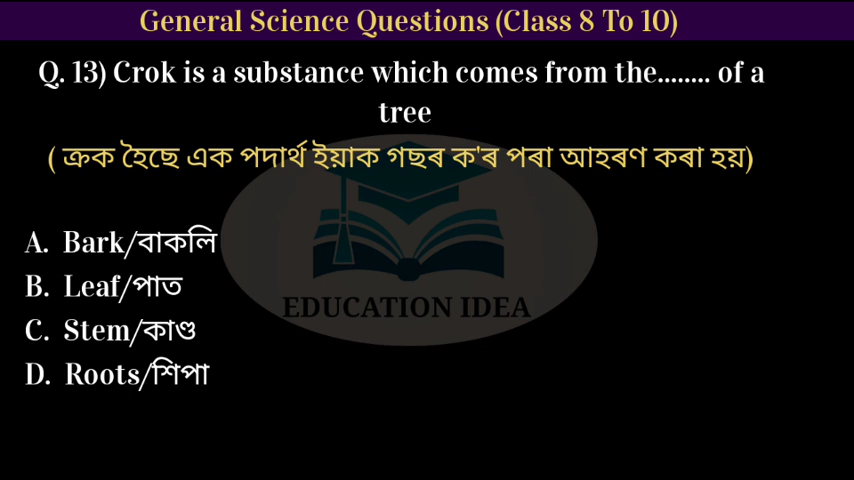 General Science Questions (Class 8 To 10)
Q. 13) Crok is a substance which comes from the........ of a
tree
( ক্ৰক হৈছে এক পদাৰ্থ ইয়াক গছৰ ক'ৰ পৰা আহৰণ কৰা হয়)
A. Bark/বাকলি
B. Leaf/পাত
C. Stem/কাণ্ড
D. Roots/শিপা
EDUCATION IDEA